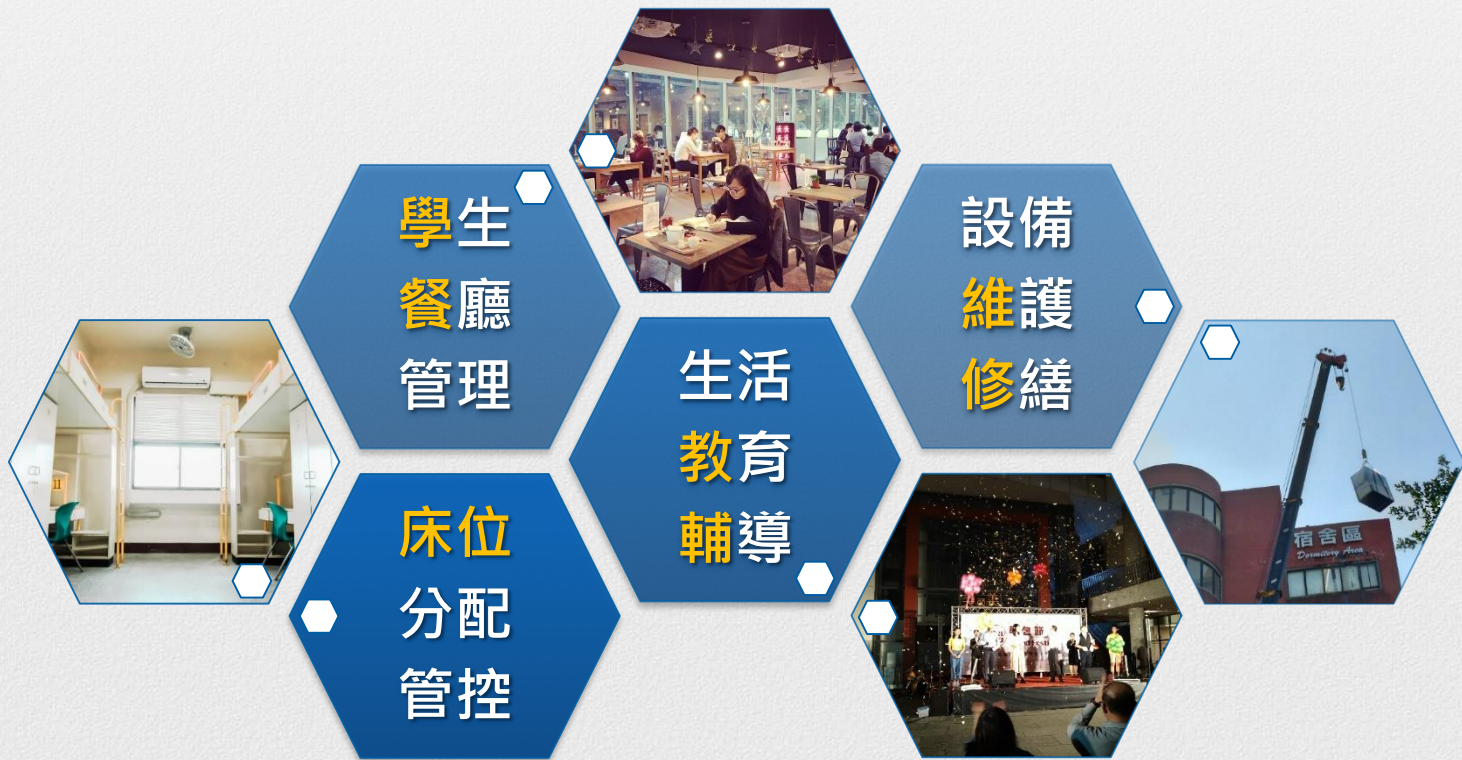 學生
餐廳
管理
設備
維護
修繕
生活
教育
輔導
床位
分配
管控
11
宿舍區
Dormitory Area